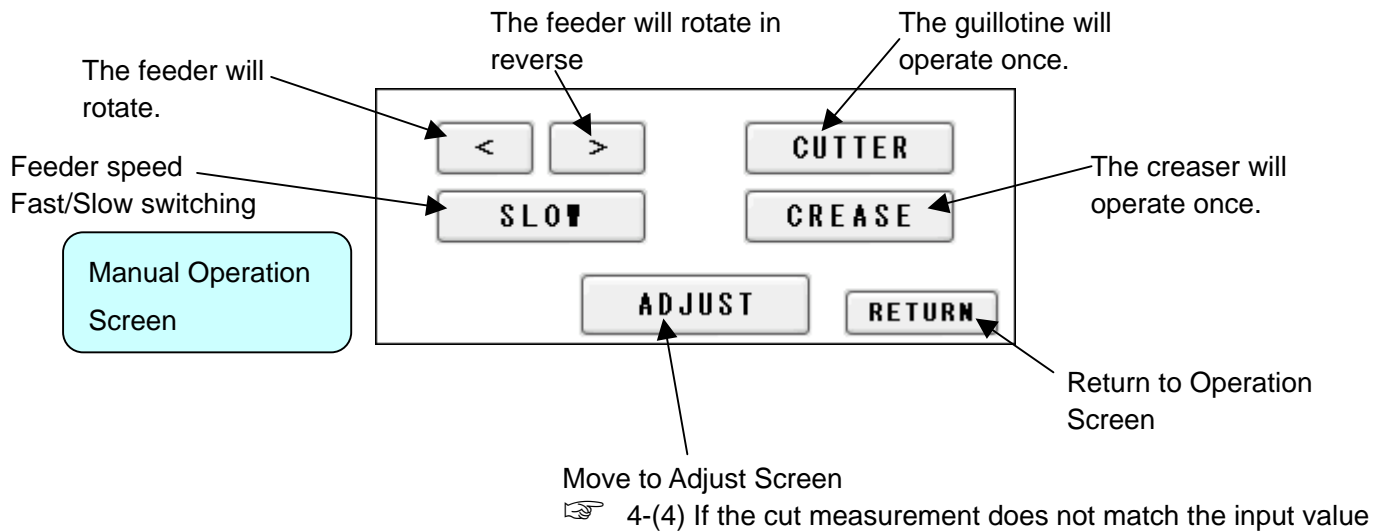 The feeder will rotate in
reverse
The guillotine will
operate once.
The feeder will
rotate.
< > CUTTER
Feeder speed
Fast/Slow switching
The creaser will
operate once.
SLOW CREASE
Manual Operation
Screen
ADJUST RETURN
Return to Operation
Screen
Move to Adjust Screen
☞ 4-(4) If the cut measurement does not match the input value